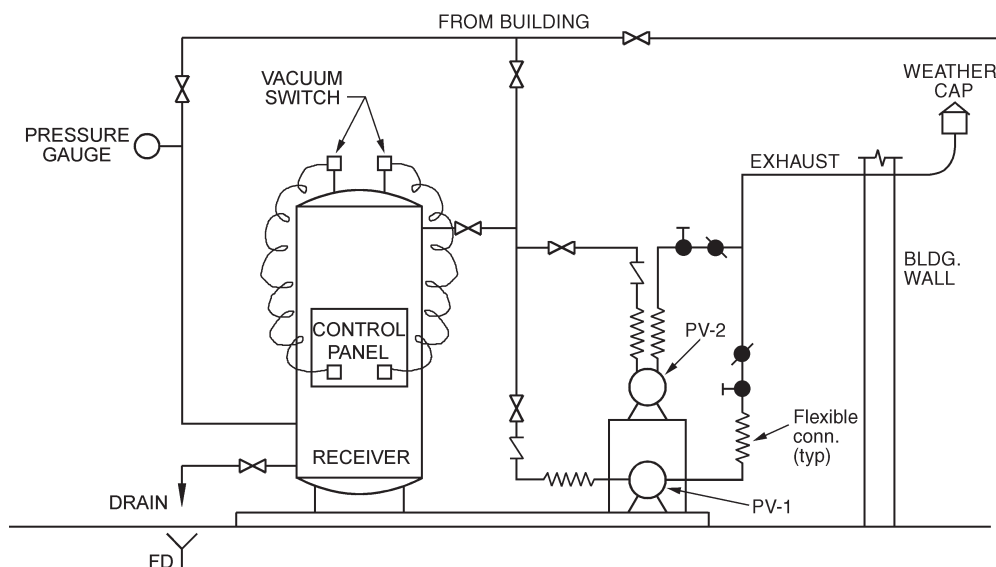 FROM BUILDING
VACUUM
SWITCH
WEATHER
CAP
PRESSURE
GAUGE
EXHAUST
BLDG.
WALL
CONTROL
PANEL
PV-2
Flexible
conn.
(typ)
RECEIVER
DRAIN
PV-1
FD